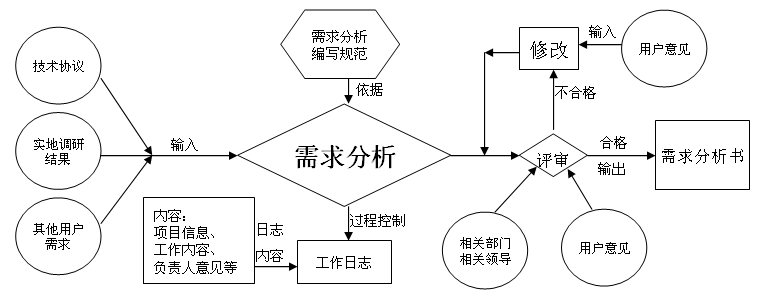 需求分析
编写规范
依据
技术协议
实地调研
结果
其他用户
需求
输入
需求分析
过程控制
内容：
项目信息、
工作内容、
负责人意见等
日志
内容
工作日志
修改
输入
用户意见
不合格
评审
合格
输出
需求分析书
相关部门
相关领导
用户意见